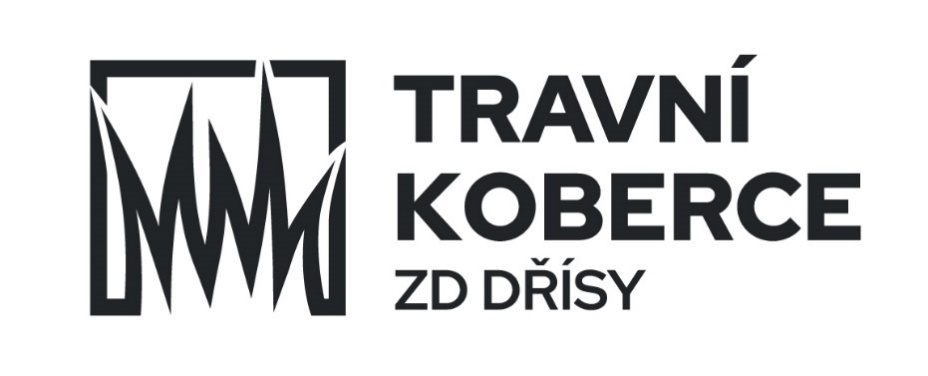 TRAVNÍ
KOBERCE
ZD DŘÍSY